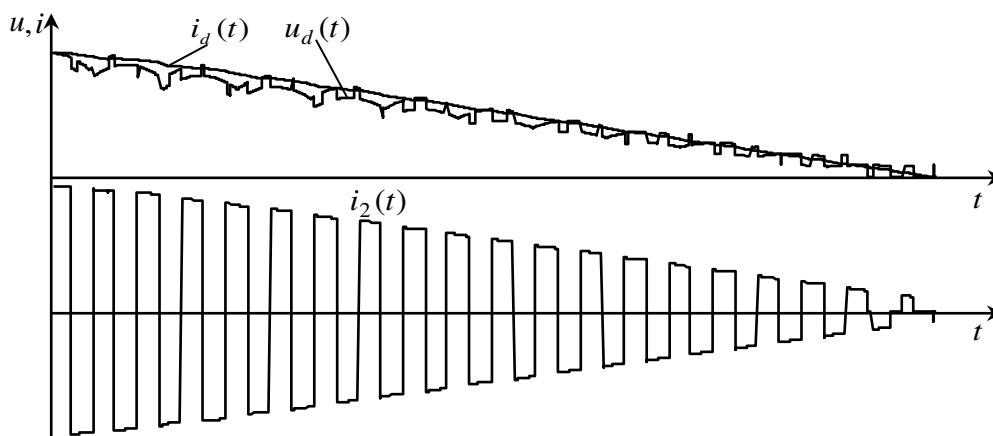 u, i
i_d(t)
u_d(t)
t
i_2(t)
t